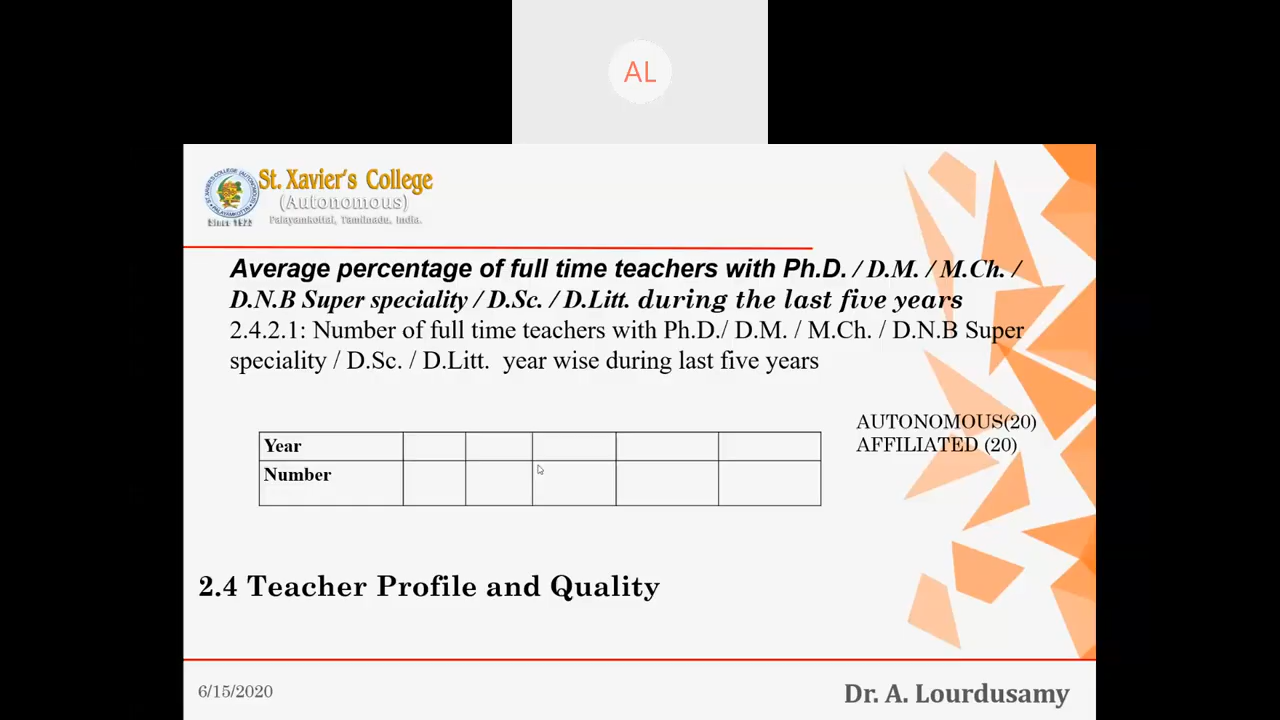 AL
St. Xavier's College
(Autonomous)
Palayamkottai, Tamilnadu, India.
Since 1923
Average percentage of full time teachers with Ph.D. / D.M. / M.Ch. /
D.N.B Super speciality / D.Sc. / D.Litt. during the last five years
2.4.2.1: Number of full time teachers with Ph.D./ D.M. / M.Ch. / D.N.B Super
speciality / D.Sc. / D.Litt. year wise during last five years
AUTONOMOUS(20)
AFFILIATED (20)
Year
Number
2.4 Teacher Profile and Quality
6/15/2020
Dr. A. Lourdusamy